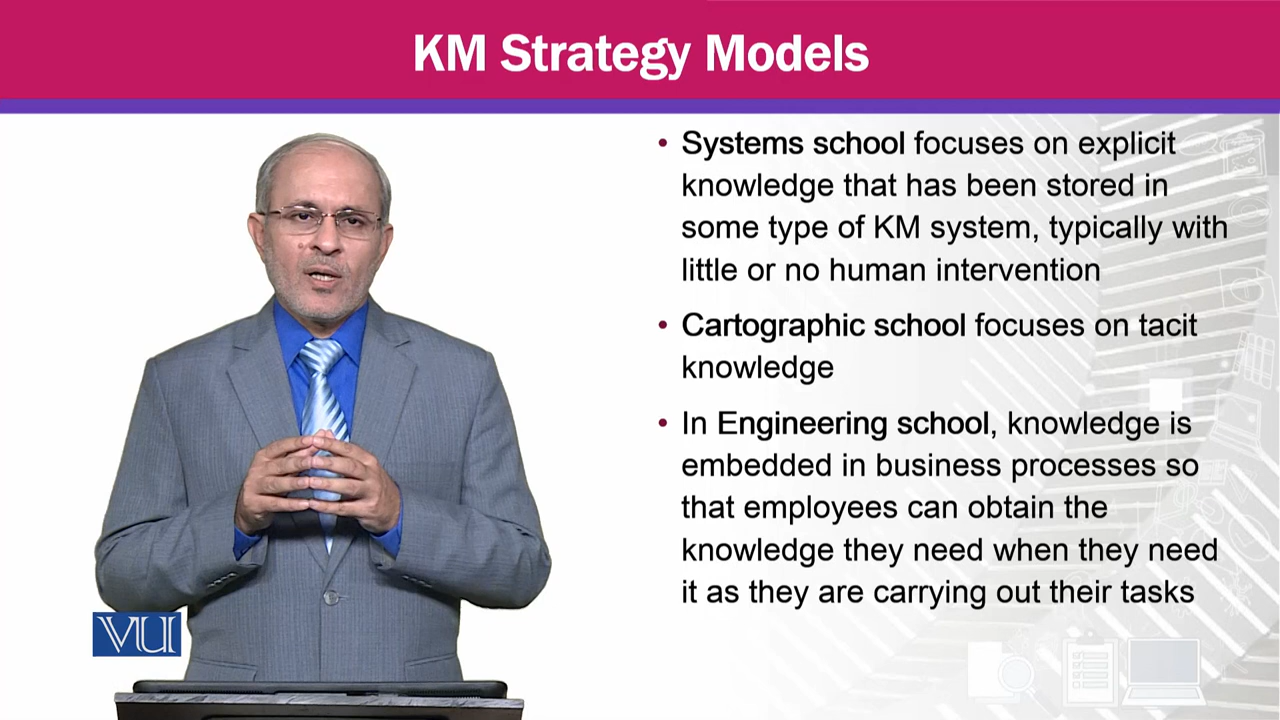 KM Strategy Models
• Systems school focuses on explicit
knowledge that has been stored in
some type of KM system, typically with
little or no human intervention
• Cartographic school focuses on tacit
knowledge
• In Engineering school, knowledge is
embedded in business processes so
that employees can obtain the
knowledge they need when they need
it as they are carrying out their tasks
VU